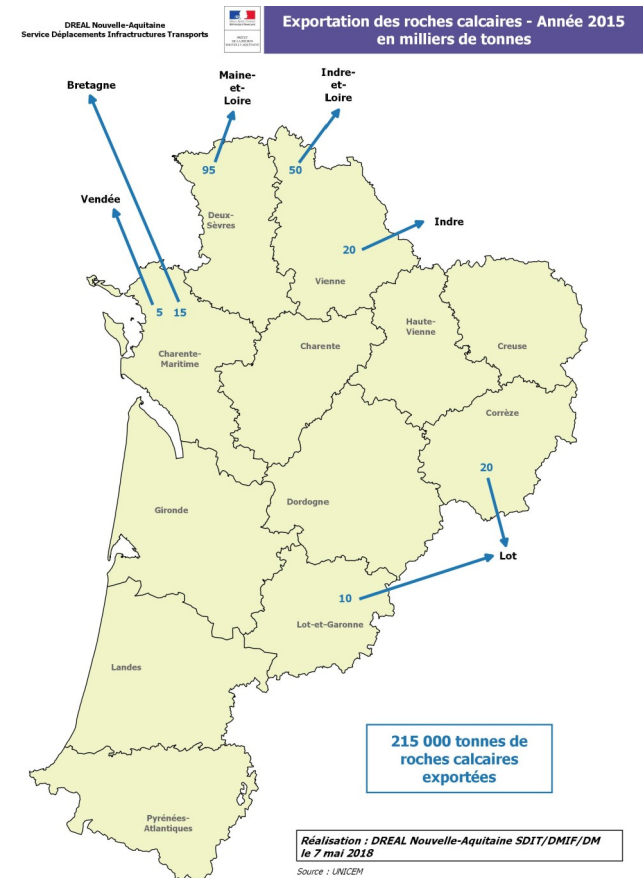 DREAL Nouvelle-Aquitaine
Service Déplacements Infractructures Transports
Exportation des roches calcaires - Année 2015
en milliers de tonnes
Bretagne
Maine-
et-
Loire
Indre-
et-
Loire
95
50
Vendée
Deux-
Sèvres
Indre
20
Vienne
5 15
Charente-
Maritime
Charente
Haute-
Vienne
Creuse
Corrèze
20
Gironde
Dordogne
Lot
10
Lot-et-Garonne
Landes
215 000 tonnes de
roches calcaires
exportées
Pyrénées-
Atlantiques
Réalisation : DREAL Nouvelle-Aquitaine SDIT/DMIF/DM
le 7 mai 2018
Source : UNICEM